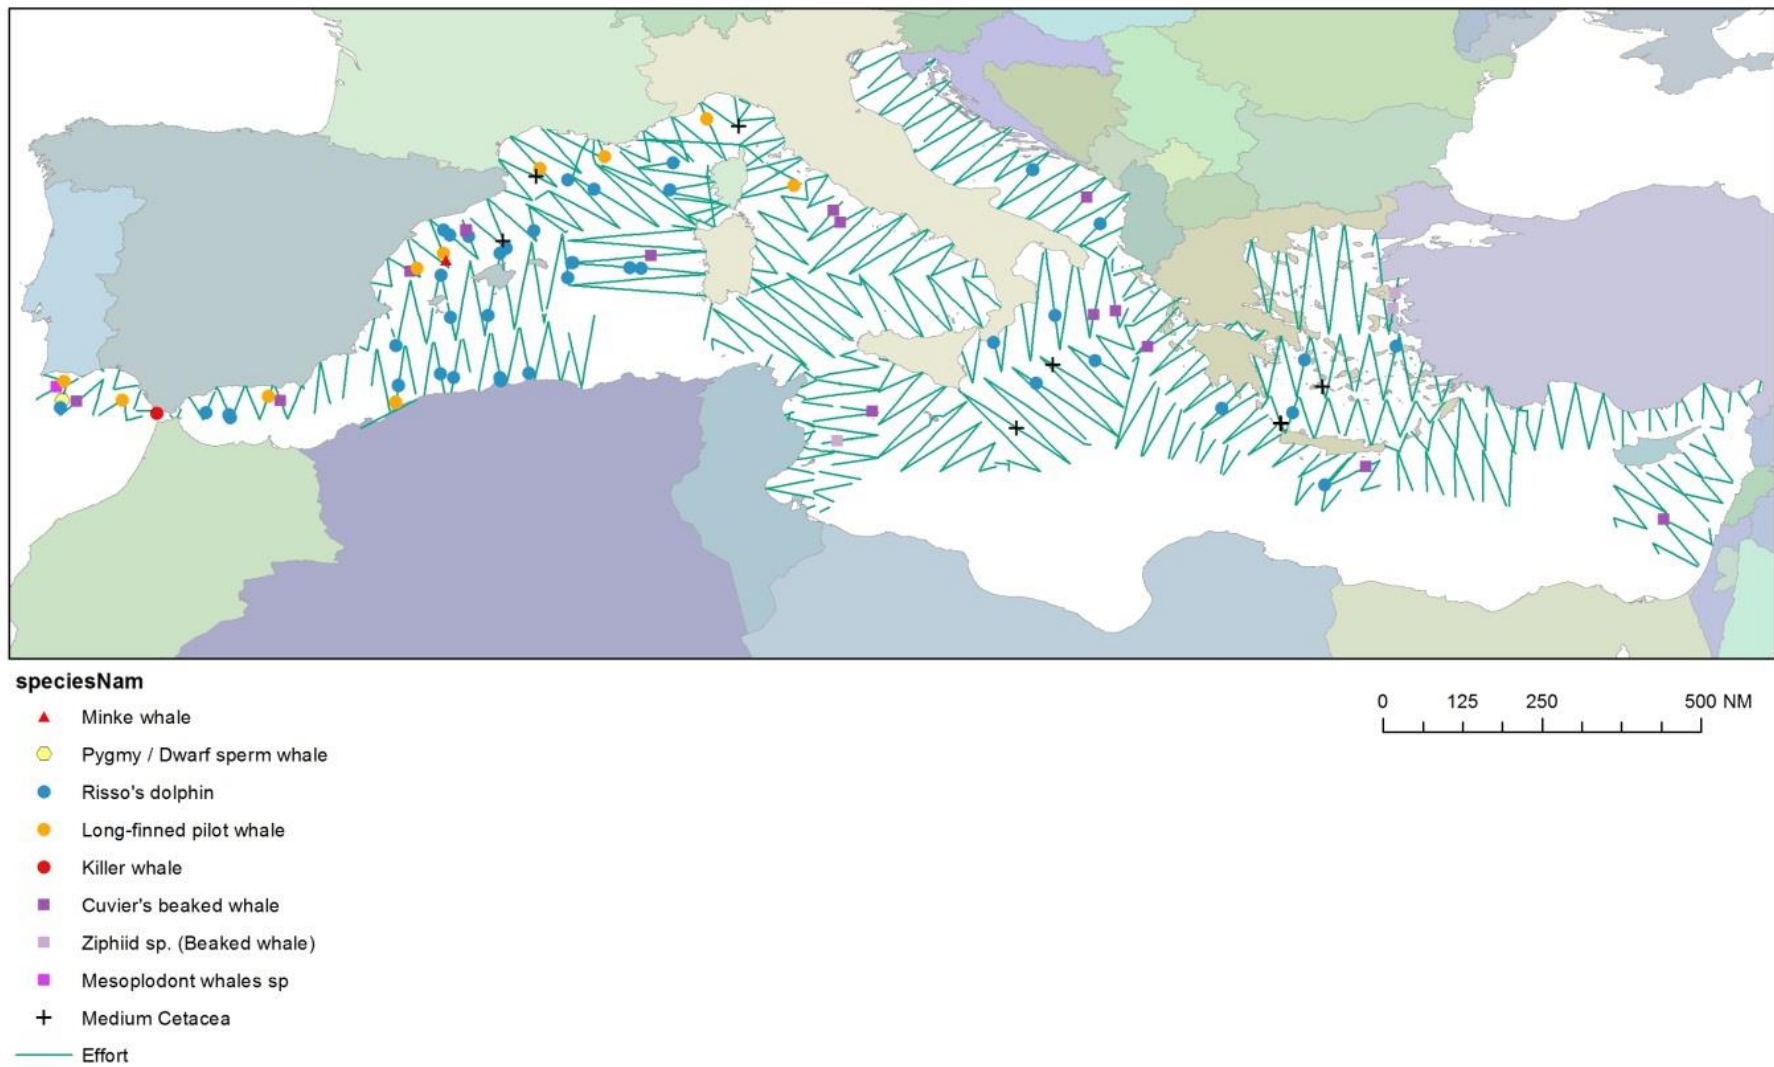 speciesNam
Minke whale
Pygmy / Dwarf sperm whale
Risso's dolphin
Long-finned pilot whale
Killer whale
Cuvier's beaked whale
Ziphiid sp. (Beaked whale)
Mesoplodont whales sp
Medium Cetacea
Effort
0 125 250 500 NM